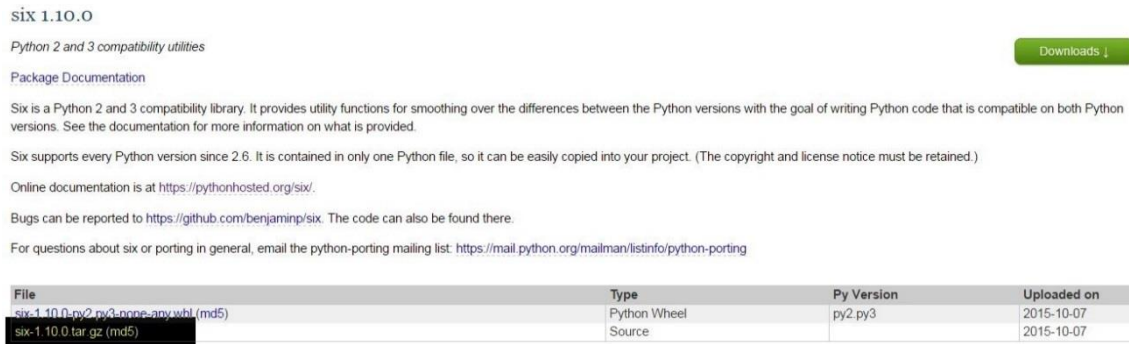 six 1.10.0
Python 2 and 3 compatibility utilities
Downloads ↓
Package Documentation
Six is a Python 2 and 3 compatibility library. It provides utility functions for smoothing over the differences between the Python versions with the goal of writing Python code that is compatible on both Python
versions. See the documentation for more information on what is provided.
Six supports every Python version since 2.6. It is contained in only one Python file, so it can be easily copied into your project. (The copyright and license notice must be retained.)
Online documentation is at https://pythonhosted.org/six/.
Bugs can be reported to https://github.com/benjaminp/six. The code can also be found there.
For questions about six or porting in general, email the python-porting mailing list: https://mail.python.org/mailman/listinfo/python-porting
File Type Py Version Uploaded on
six-1.10.0-py2.py3-none-any.whl (md5) Python Wheel py2.py3 2015-10-07
six-1.10.0.tar.gz (md5) Source 2015-10-07